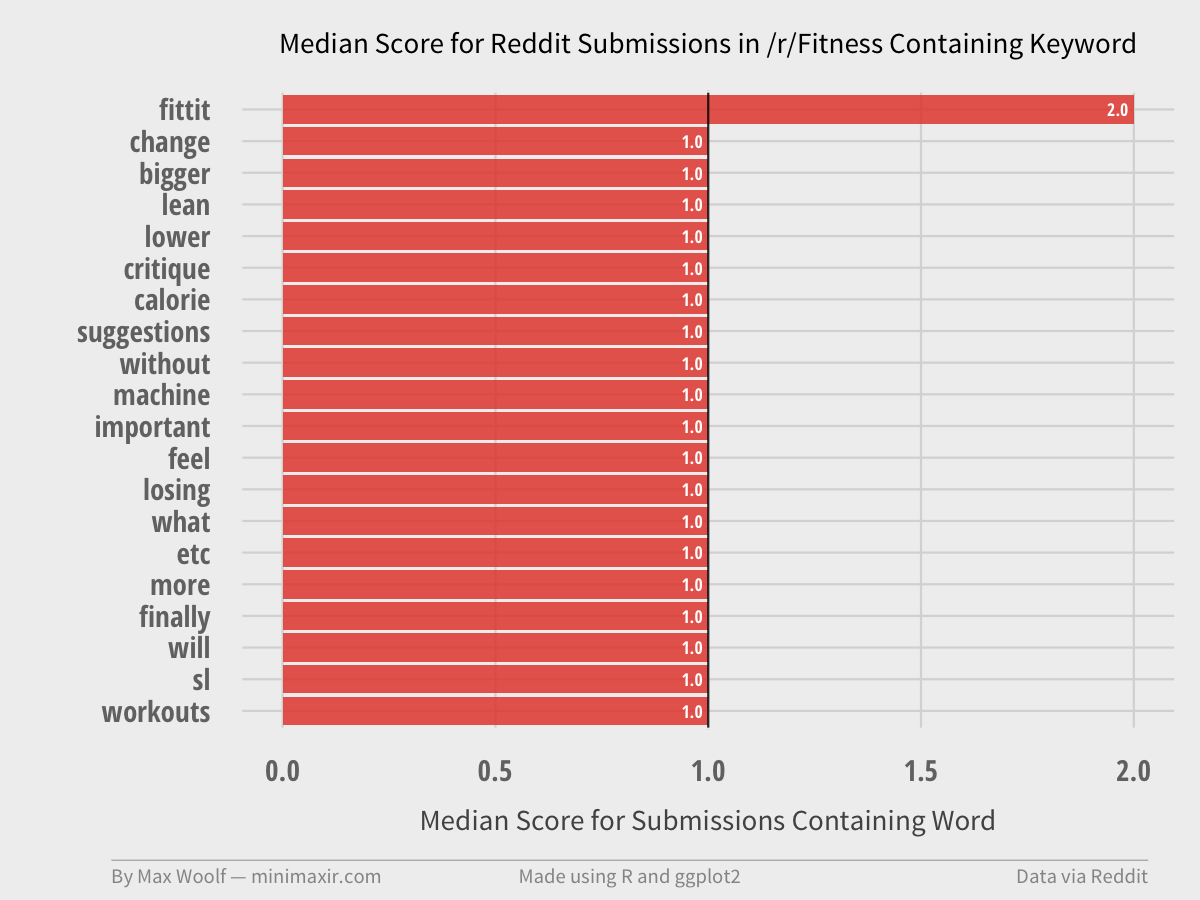 Median Score for Reddit Submissions in /r/Fitness Containing Keyword
fittit 2.0
change 1.0
bigger 1.0
lean 1.0
lower 1.0
critique 1.0
calorie 1.0
suggestions 1.0
without 1.0
machine 1.0
important 1.0
feel 1.0
losing 1.0
what 1.0
etc 1.0
more 1.0
finally 1.0
will 1.0
sl 1.0
workouts 1.0
0.0 0.5 1.0 1.5 2.0
Median Score for Submissions Containing Word
By Max Woolf — minimaxir.com Made using R and ggplot2 Data via Reddit